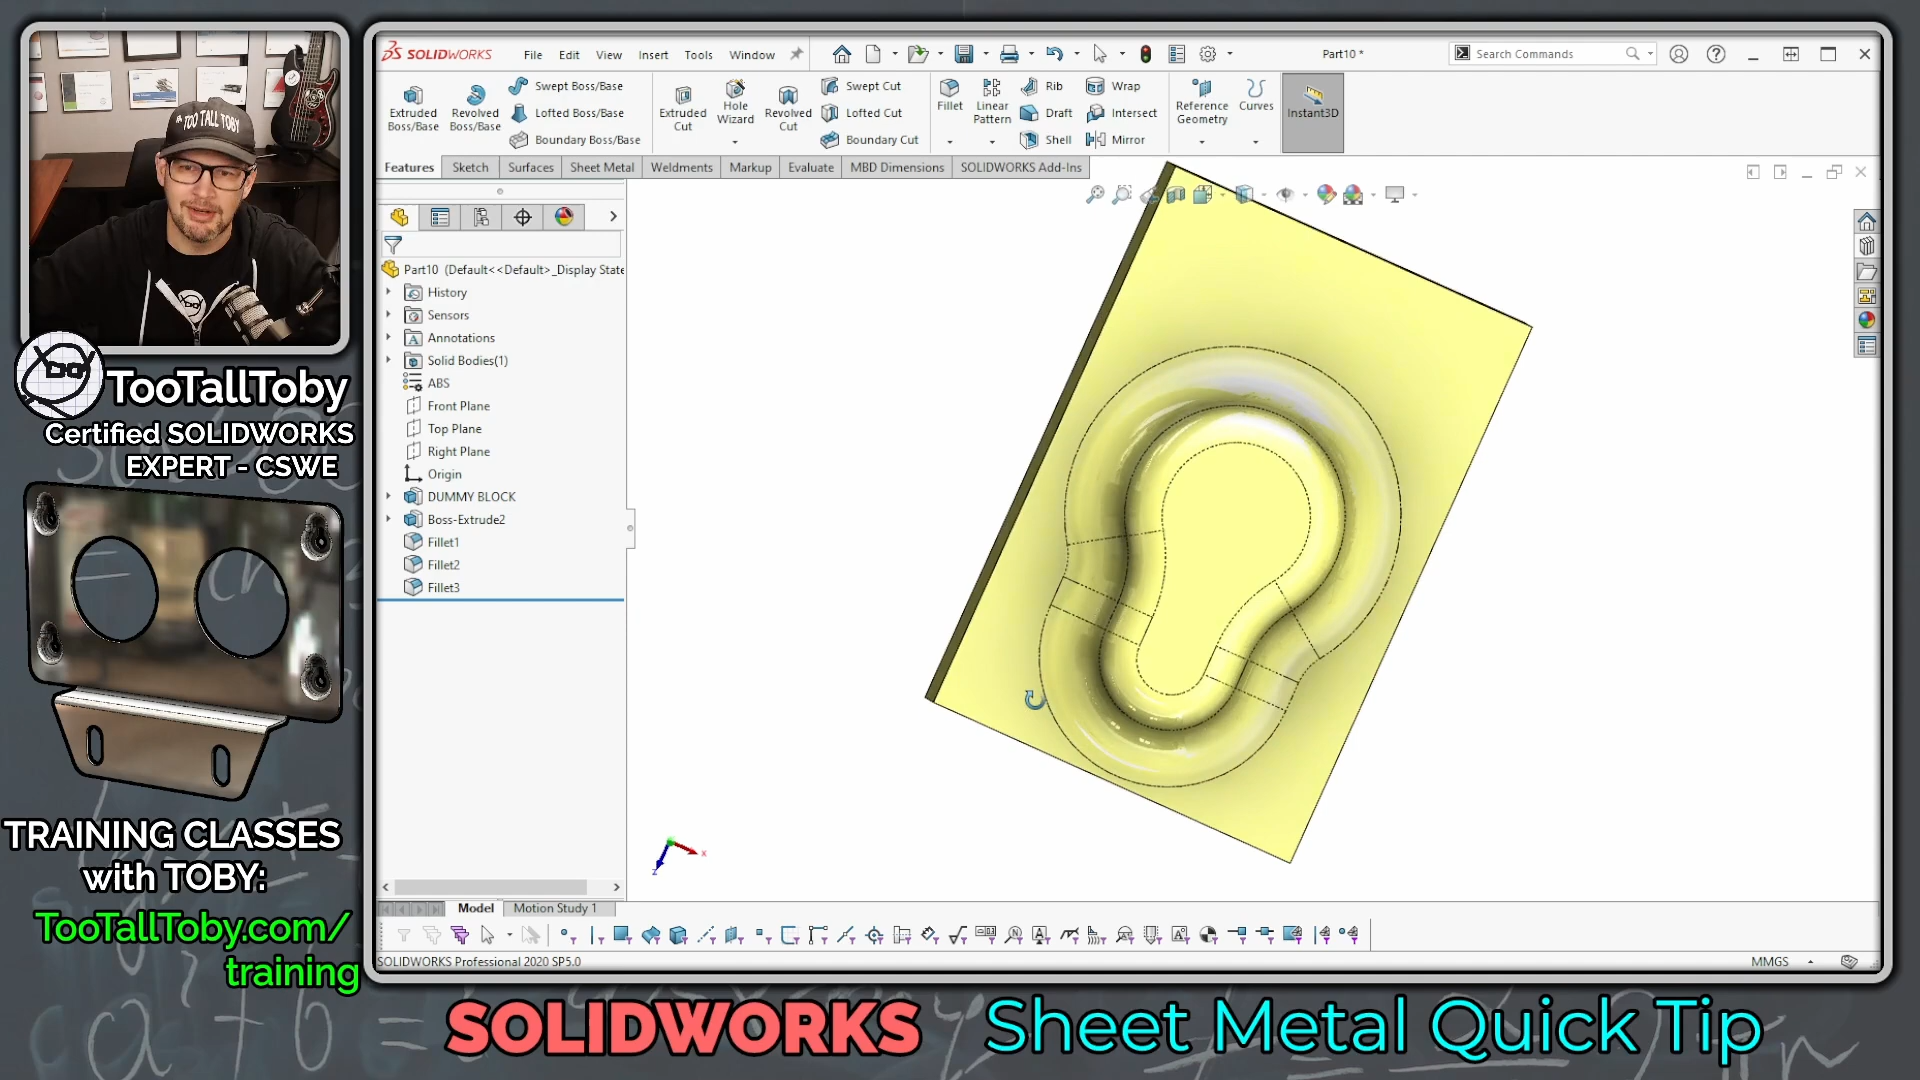 TOO TALL TOBY
TooTallToby
Certified SOLIDWORKS
EXPERT - CSWE
TRAINING CLASSES
with TOBY:
TooTallToby.com/
training
SOLIDWORKS
File Edit View Insert Tools Window
Part10 *
Search Commands
Extruded Boss/Base
Revolved Boss/Base
Swept Boss/Base
Lofted Boss/Base
Boundary Boss/Base
Extruded Cut
Hole Wizard
Revolved Cut
Swept Cut
Lofted Cut
Boundary Cut
Fillet
Linear Pattern
Rib
Draft
Shell
Wrap
Intersect
Mirror
Reference Geometry
Curves
Instant3D
Features Sketch Surfaces Sheet Metal Weldments Markup Evaluate MBD Dimensions SOLIDWORKS Add-Ins
Part10 (Default<<Default>_Display State
History
Sensors
Annotations
Solid Bodies(1)
ABS
Front Plane
Top Plane
Right Plane
Origin
DUMMY BLOCK
Boss-Extrude2
Fillet1
Fillet2
Fillet3
x
z
Model Motion Study 1
SOLIDWORKS Professional 2020 SP5.0
MMGS
SOLIDWORKS Sheet Metal Quick Tip